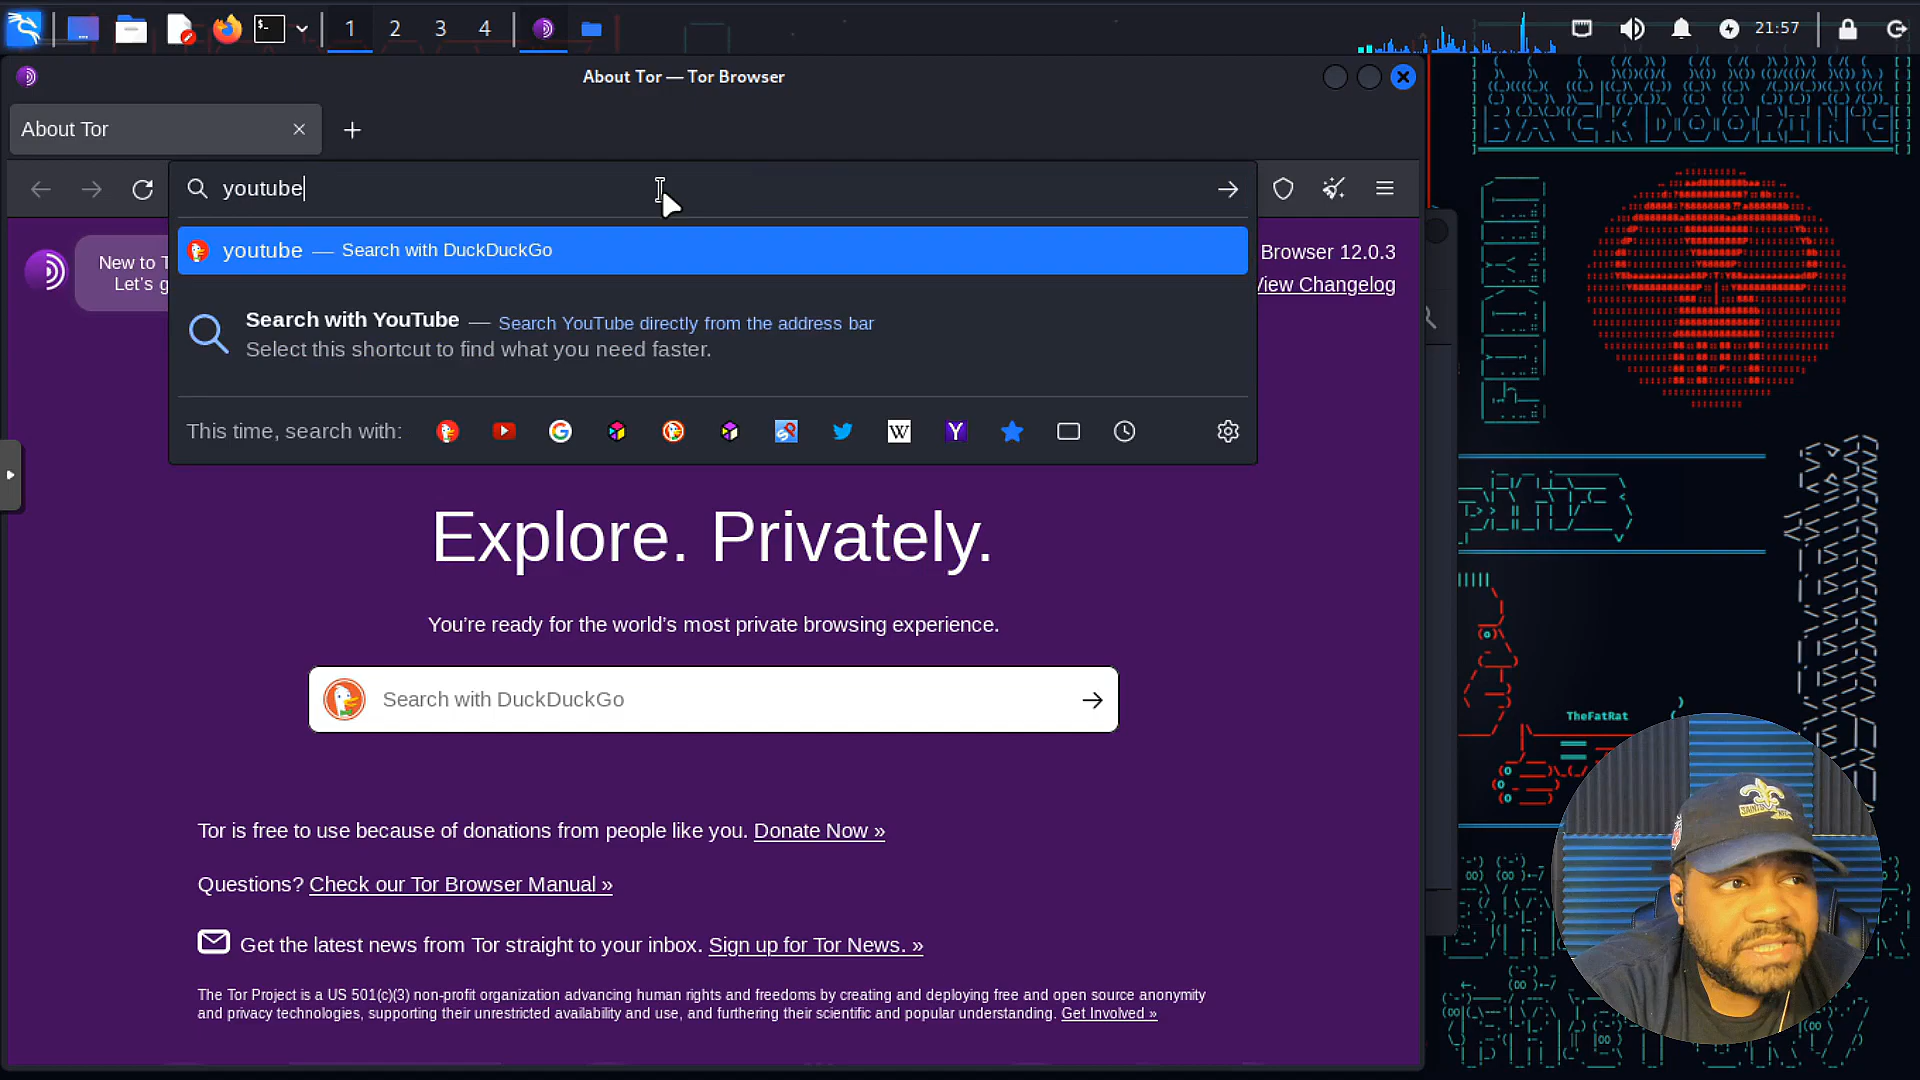 1 2 3 4
21:57
About Tor — Tor Browser
About Tor
youtube
youtube — Search with DuckDuckGo
Browser 12.0.3
View Changelog
New to T
Let's g
Search with YouTube — Search YouTube directly from the address bar
Select this shortcut to find what you need faster.
This time, search with:
Explore. Privately.
You're ready for the world's most private browsing experience.
Search with DuckDuckGo
TheFatRat
Tor is free to use because of donations from people like you. Donate Now »
Questions? Check our Tor Browser Manual »
Get the latest news from Tor straight to your inbox. Sign up for Tor News. »
The Tor Project is a US 501(c)(3) non-profit organization advancing human rights and freedoms by creating and deploying free and open source anonymity
and privacy technologies, supporting their unrestricted availability and use, and furthering their scientific and popular understanding. Get Involved »
BACKDOORING
SAINTS